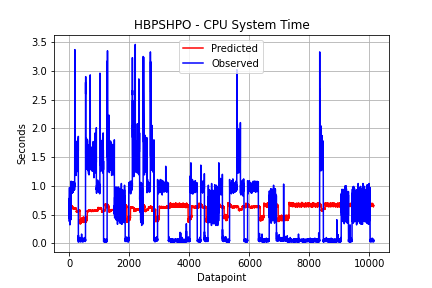 HBPSHPO - CPU System Time
Predicted
Observed
Seconds
3.5
3.0
2.5
2.0
1.5
1.0
0.5
0.0
0 2000 4000 6000 8000 10000
Datapoint